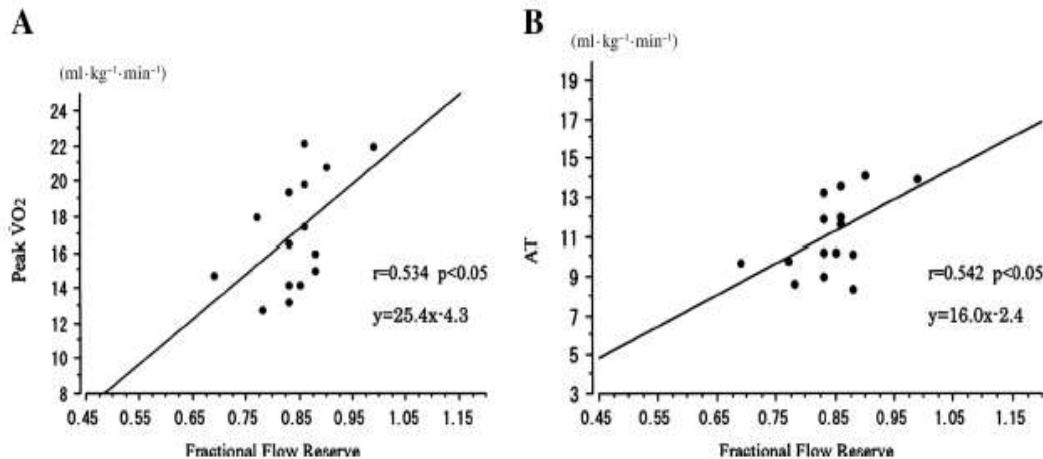 A
(ml·kg⁻¹·min⁻¹)
24
22
20
18
16
14
12
10
8
Peak V̇O2
r=0.534 p<0.05
y=25.4x-4.3
0.45 0.55 0.65 0.75 0.85 0.95 1.05 1.15
Fractional Flow Reserve
B
(ml·kg⁻¹·min⁻¹)
19
17
15
13
11
9
7
5
3
AT
r=0.542 p<0.05
y=16.0x-2.4
0.45 0.55 0.65 0.75 0.85 0.95 1.05 1.15
Fractional Flow Reserve